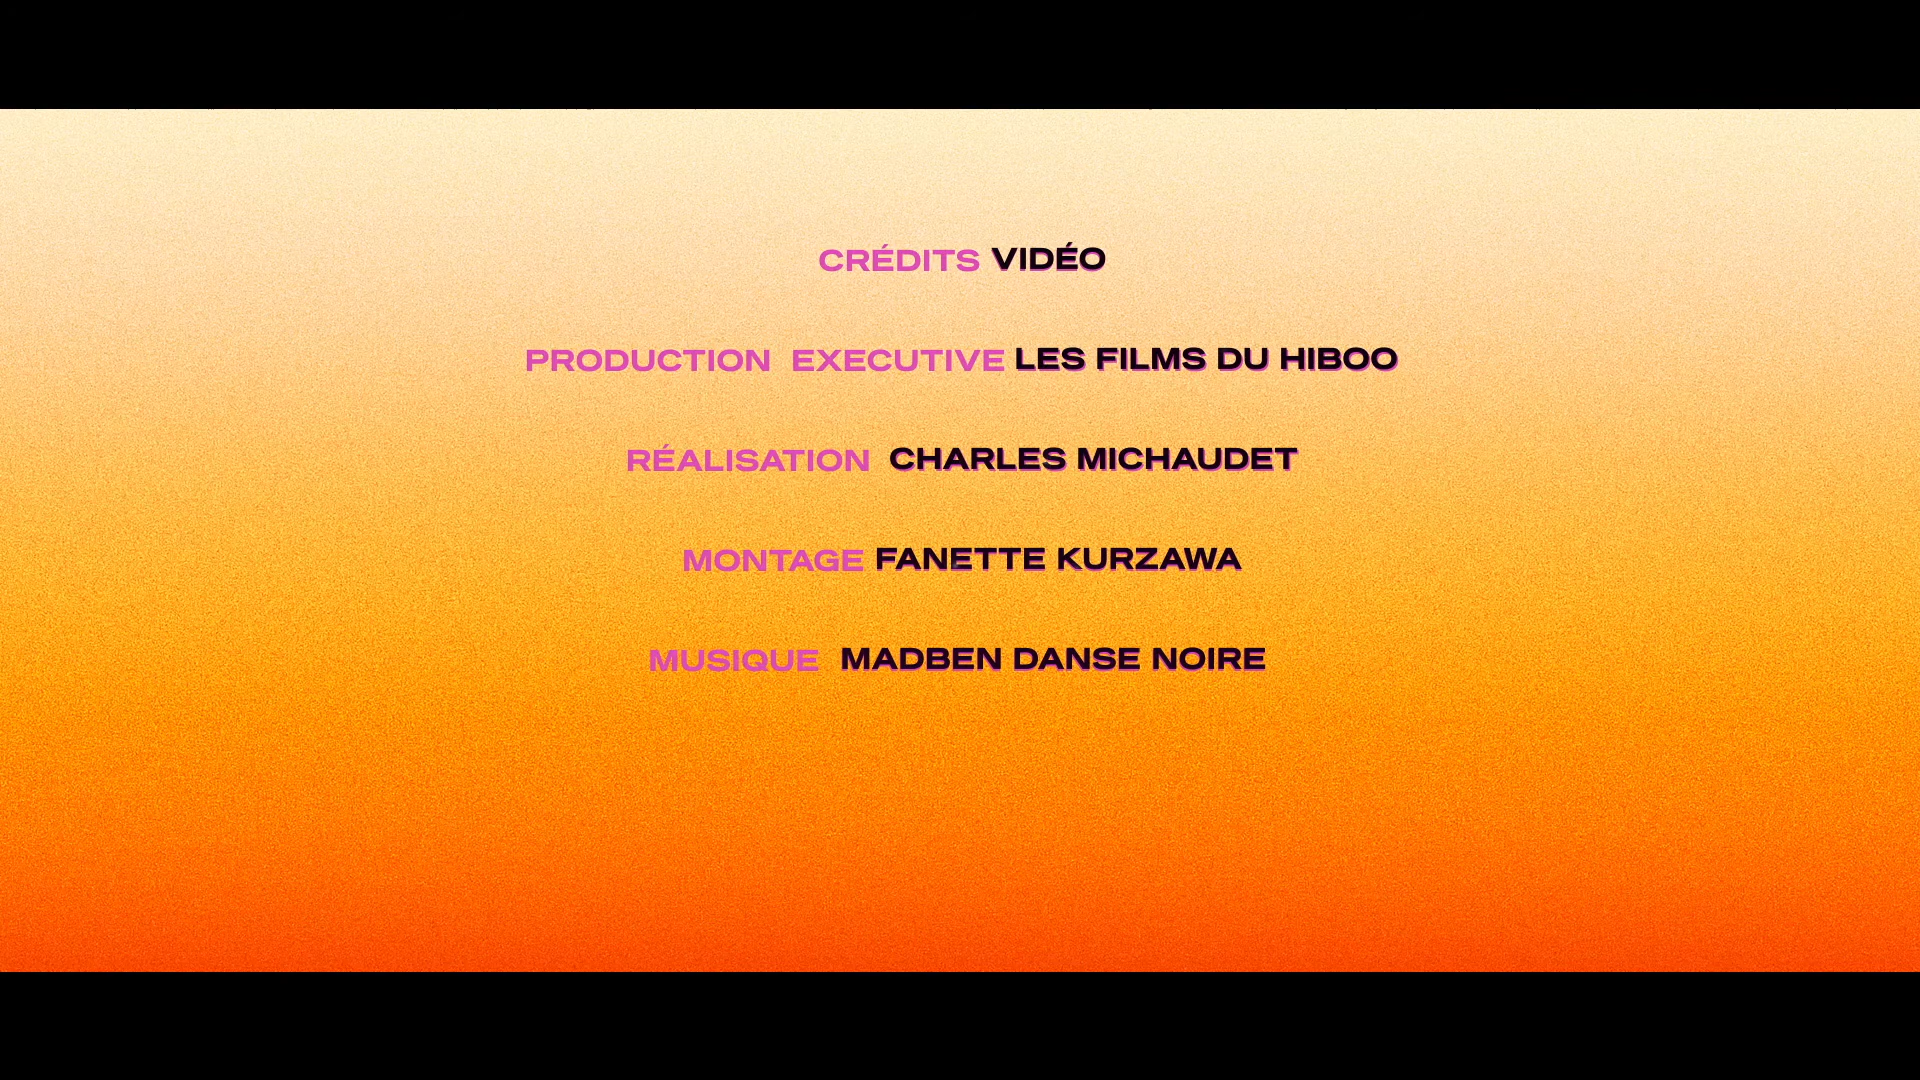 CRÉDITS VIDÉO
PRODUCTION EXECUTIVE LES FILMS DU HIBOO
RÉALISATION CHARLES MICHAUDET
MONTAGE FANETTE KURZAWA
MUSIQUE MADBEN DANSE NOIRE